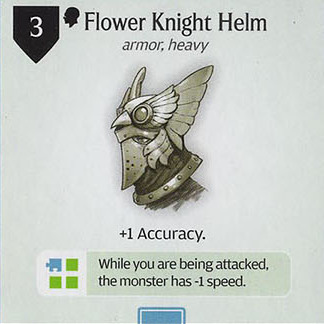 3
Flower Knight Helm
armor, heavy
+1 Accuracy.
While you are being attacked,
the monster has -1 speed.